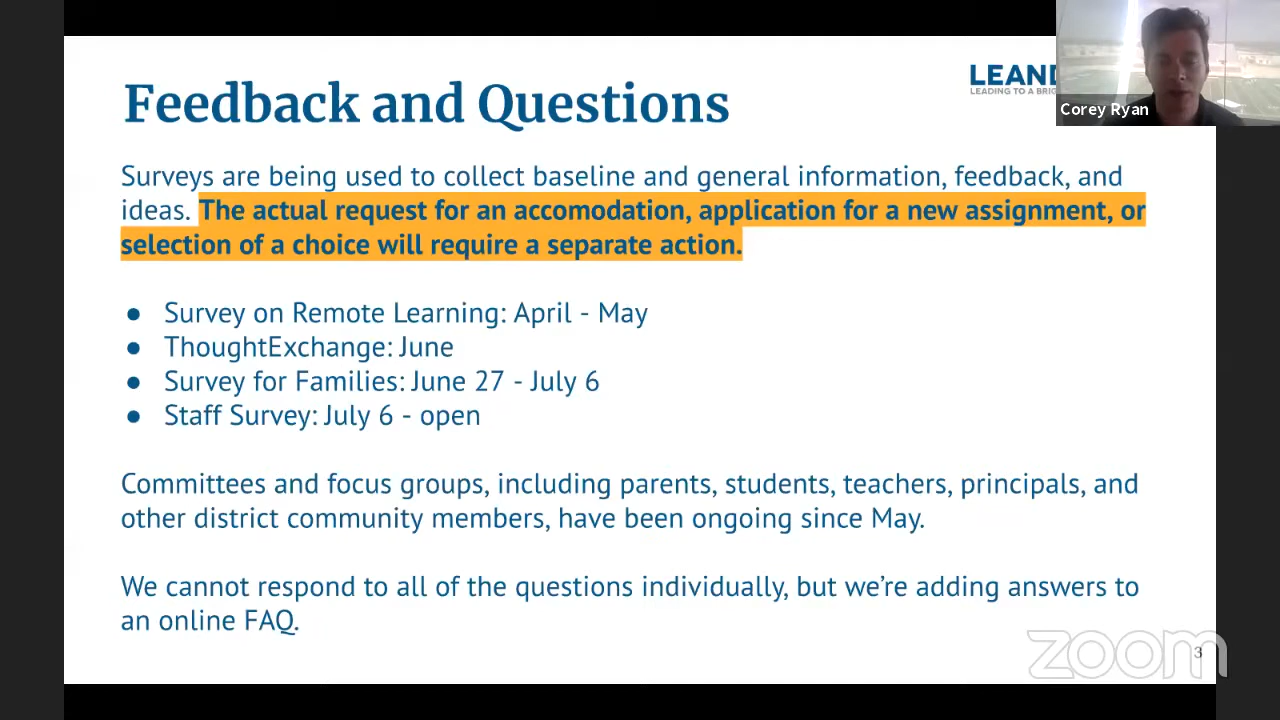 Feedback and Questions
LEAND
LEADING TO A BRIG
Corey Ryan
Surveys are being used to collect baseline and general information, feedback, and
ideas. The actual request for an accomodation, application for a new assignment, or
selection of a choice will require a separate action.
● Survey on Remote Learning: April - May
● ThoughtExchange: June
● Survey for Families: June 27 - July 6
● Staff Survey: July 6 - open
Committees and focus groups, including parents, students, teachers, principals, and
other district community members, have been ongoing since May.
We cannot respond to all of the questions individually, but we’re adding answers to
an online FAQ.
zoom
3